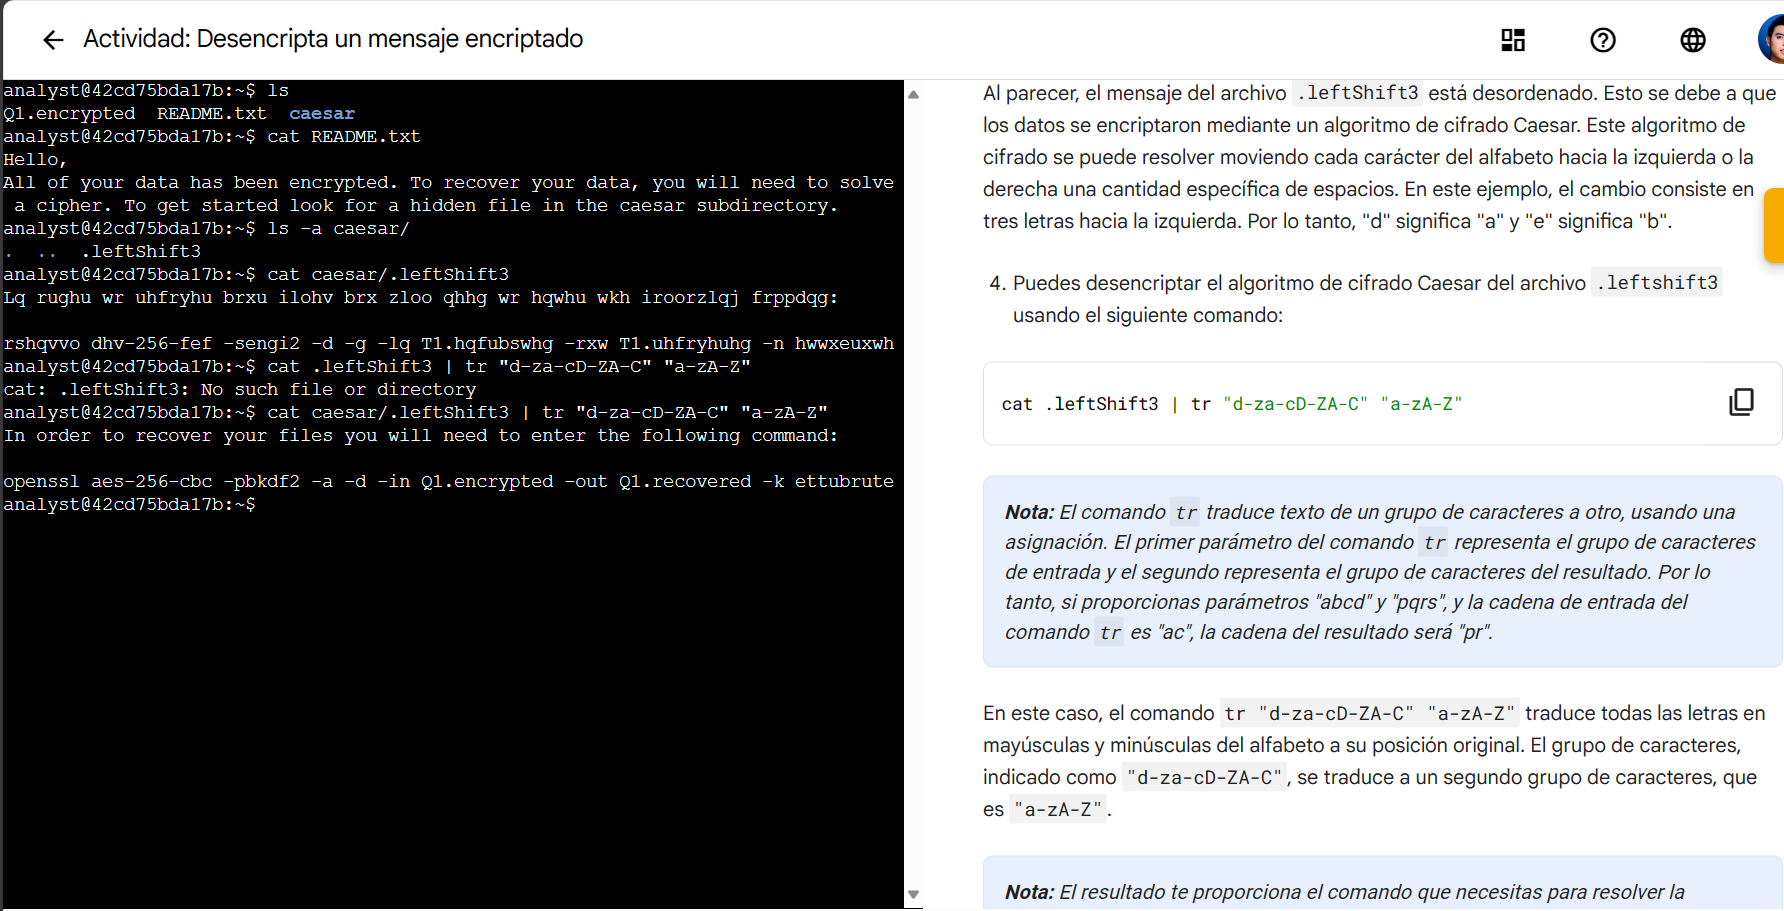 Actividad: Desencripta un mensaje encriptado
analyst@42cd75bda17b:~$ ls
Q1.encrypted  README.txt  caesar
analyst@42cd75bda17b:~$ cat README.txt
Hello,
All of your data has been encrypted. To recover your data, you will need to solve
 a cipher. To get started look for a hidden file in the caesar subdirectory.
analyst@42cd75bda17b:~$ ls -a caesar/
.  ..  .leftShift3
analyst@42cd75bda17b:~$ cat caesar/.leftShift3
Lq rughu wr uhfryhu brxu ilohv brx zloo qhhg wr hqwhu wkh iroorzlqj frppdqg:

rshqvvo dhv-256-fef -sengi2 -d -g -lq T1.hqfubswhg -rxw T1.uhfryhuhg -n hwwxeuxwh
analyst@42cd75bda17b:~$ cat .leftShift3 | tr "d-za-cD-ZA-C" "a-zA-Z"
cat: .leftShift3: No such file or directory
analyst@42cd75bda17b:~$ cat caesar/.leftShift3 | tr "d-za-cD-ZA-C" "a-zA-Z"
In order to recover your files you will need to enter the following command:

openssl aes-256-cbc -pbkdf2 -a -d -in Q1.encrypted -out Q1.recovered -k ettubrute
analyst@42cd75bda17b:~$
Al parecer, el mensaje del archivo .leftShift3 está desordenado. Esto se debe a que
los datos se encriptaron mediante un algoritmo de cifrado Caesar. Este algoritmo de
cifrado se puede resolver moviendo cada carácter del alfabeto hacia la izquierda o la
derecha una cantidad específica de espacios. En este ejemplo, el cambio consiste en
tres letras hacia la izquierda. Por lo tanto, "d" significa "a" y "e" significa "b".
4. Puedes desencriptar el algoritmo de cifrado Caesar del archivo .leftshift3
usando el siguiente comando:
cat .leftShift3 | tr "d-za-cD-ZA-C" "a-zA-Z"
Nota: El comando tr traduce texto de un grupo de caracteres a otro, usando una
asignación. El primer parámetro del comando tr representa el grupo de caracteres
de entrada y el segundo representa el grupo de caracteres del resultado. Por lo
tanto, si proporcionas parámetros "abcd" y "pqrs", y la cadena de entrada del
comando tr es "ac", la cadena del resultado será "pr".
En este caso, el comando tr "d-za-cD-ZA-C" "a-zA-Z" traduce todas las letras en
mayúsculas y minúsculas del alfabeto a su posición original. El grupo de caracteres,
indicado como "d-za-cD-ZA-C", se traduce a un segundo grupo de caracteres, que
es "a-zA-Z".
Nota: El resultado te proporciona el comando que necesitas para resolver la